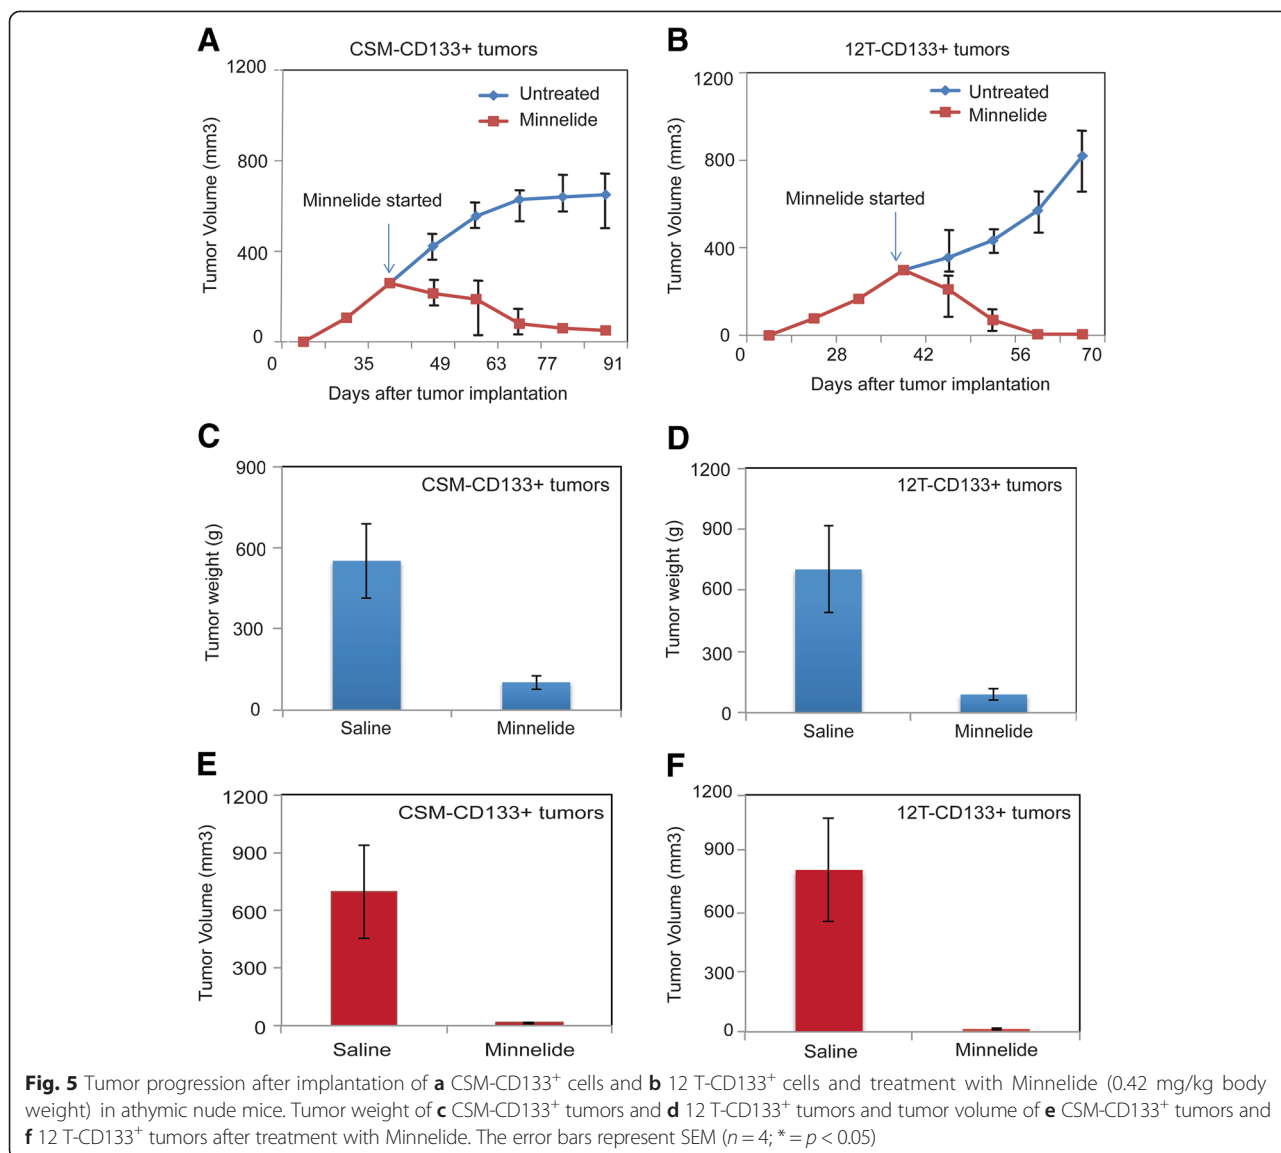 A
CSM-CD133+ tumors
1200
800
400
0
Tumor Volume (mm3)
Untreated
Minnelide
Minnelide started
0 35 49 63 77 91
Days after tumor implantation
B
12T-CD133+ tumors
1200
800
400
0
Tumor Volume (mm3)
Untreated
Minnelide
Minnelide started
0 28 42 56 70
Days after tumor implantation
C
900
600
300
0
Tumor weight (g)
CSM-CD133+ tumors
Saline Minnelide
D
1200
900
600
300
0
Tumor weight (g)
12T-CD133+ tumors
Saline Minnelide
E
1200
900
600
300
0
Tumor Volume (mm3)
CSM-CD133+ tumors
Saline Minnelide
F
1200
900
600
300
0
Tumor Volume (mm3)
12T-CD133+ tumors
Saline Minnelide
Fig. 5 Tumor progression after implantation of a CSM-CD133⁺ cells and b 12 T-CD133⁺ cells and treatment with Minnelide (0.42 mg/kg body
weight) in athymic nude mice. Tumor weight of c CSM-CD133⁺ tumors and d 12 T-CD133⁺ tumors and tumor volume of e CSM-CD133⁺ tumors and
f 12 T-CD133⁺ tumors after treatment with Minnelide. The error bars represent SEM (n = 4; * = p < 0.05)